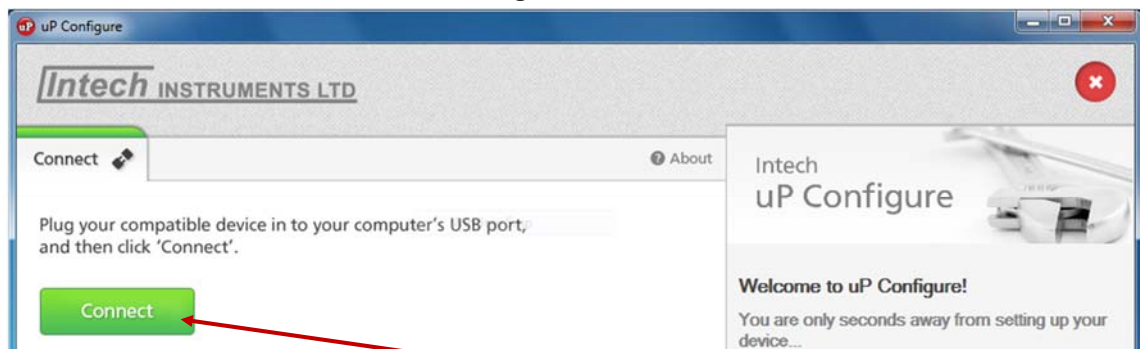 uP uP Configure
Intech INSTRUMENTS LTD
Connect
About
Plug your compatible device in to your computer's USB port,
and then click 'Connect'.
Connect
Intech
uP Configure
Welcome to uP Configure!
You are only seconds away from setting up your
device...